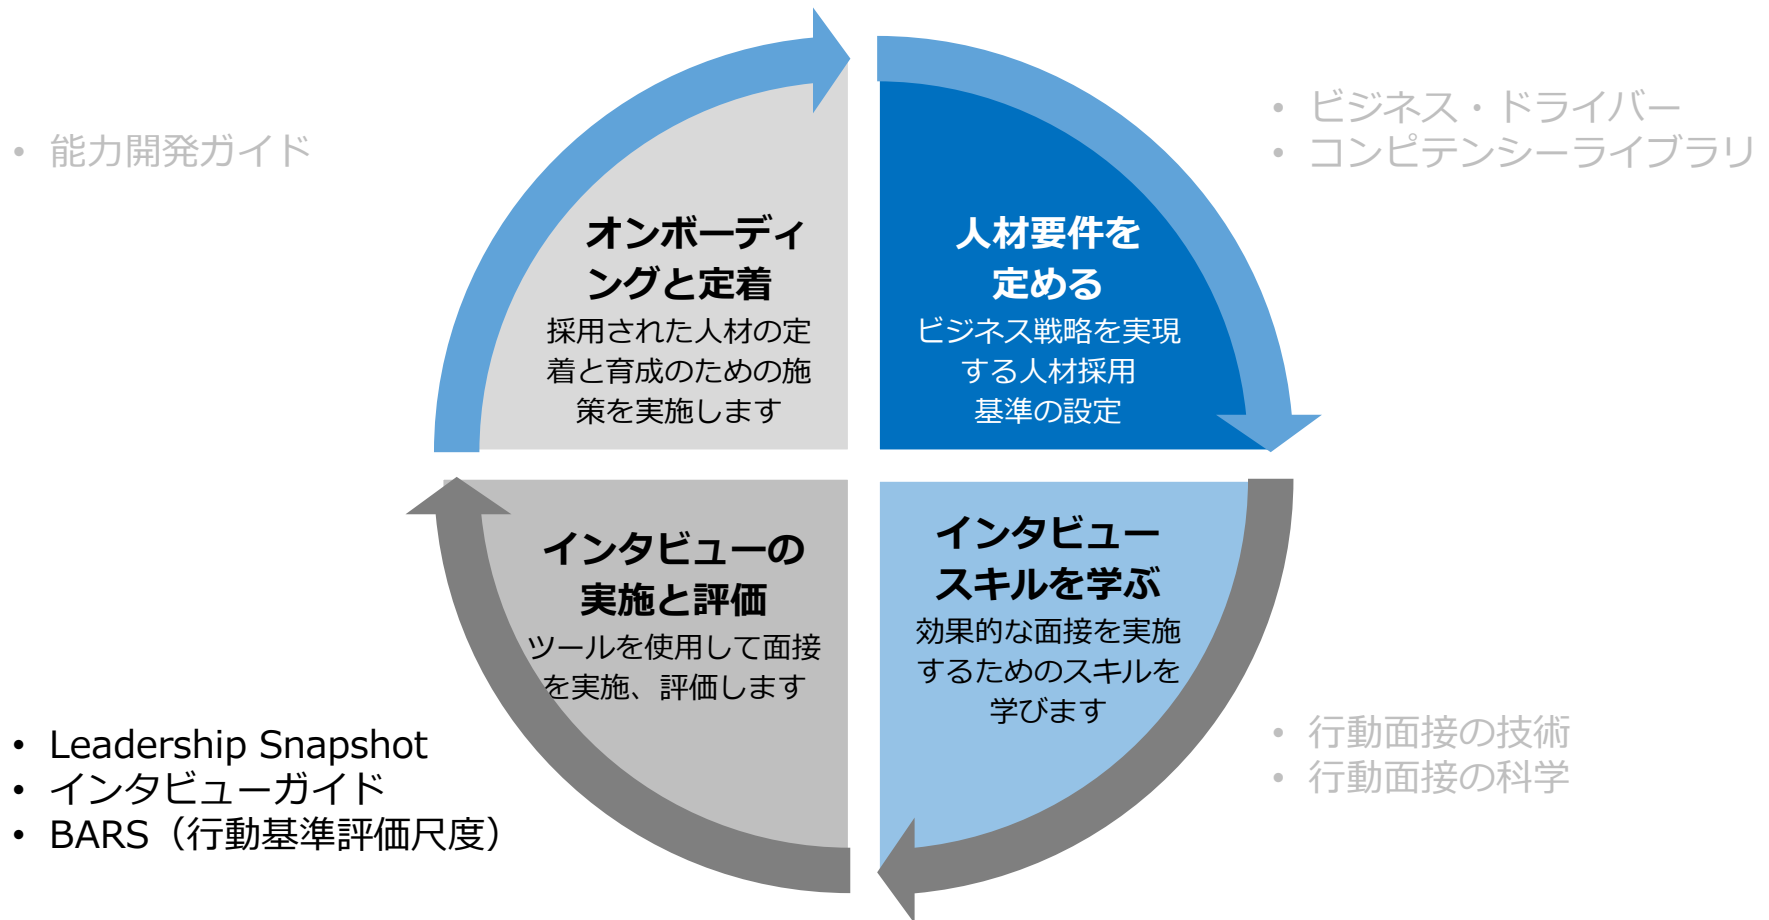 • 能力開発ガイド
• ビジネス・ドライバー
• コンピテンシーライブラリ
オンボーディ
ングと定着
採用された人材の定
着と育成のための施
策を実施します
人材要件を
定める
ビジネス戦略を実現
する人材採用
基準の設定
インタビューの
実施と評価
ツールを使用して面接
を実施、評価します
インタビュー
スキルを学ぶ
効果的な面接を実施
するためのスキルを
学びます
• Leadership Snapshot
• インタビューガイド
• BARS（行動基準評価尺度）
• 行動面接の技術
• 行動面接の科学